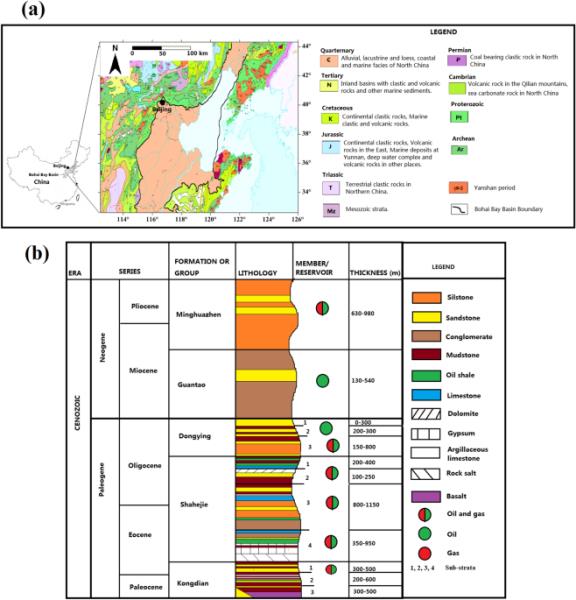 (a)
LEGEND
N
0 50 100 km
44°
42°
40°
38°
36°
34°
Beijing
Beijing
Bohai Bay Basin
China
114° 116° 118° 120° 122° 124° 126°
Quaternary
Alluvial, lacustrine and loess, coastal
and marine facies of North China
Tertiary
N
Inland basins with clastic and volcanic
rocks and other marine sediments.
Cretaceous
K
Continental clastic rocks, Marine
clastic and volcanic rocks.
Jurassic
J
Continental clastic rocks, Volcanic
rocks in the East, Marine deposits at
Yunnan, deep water complex and
volcanic rocks in other places.
Triassic
T
Terrestrial clastic rocks in
Northern China.
Mz
Mesozoic strata.
Permian
P
Coal bearing clastic rock in North
China
Cambrian
Volcanic rock in the Qilian mountains,
sea carbonate rock in North China
Proterozoic
Pt
Archean
Ar
Yanshan period
Bohai Bay Basin Boundary
(b)
ERA
SERIES
FORMATION OR
GROUP
LITHOLOGY
MEMBER/
RESERVOIR
THICKNESS (m)
LEGEND
CENOZOIC
Neogene
Paleogene
Pliocene
Miocene
Oligocene
Eocene
Paleocene
Minghuazhen
Guantao
Dongying
Shahejie
Kongdian
1
2
3
1
2
3
4
1
2
3
630-980
130-540
0-300
200-300
150-800
200-400
100-250
800-1150
350-950
300-500
200-600
300-500
Silstone
Sandstone
Conglomerate
Mudstone
Oil shale
Limestone
Dolomite
Gypsum
Argillaceous
limestone
Rock salt
Basalt
Oil and gas
Oil
Gas
1, 2, 3, 4 Sub-strata